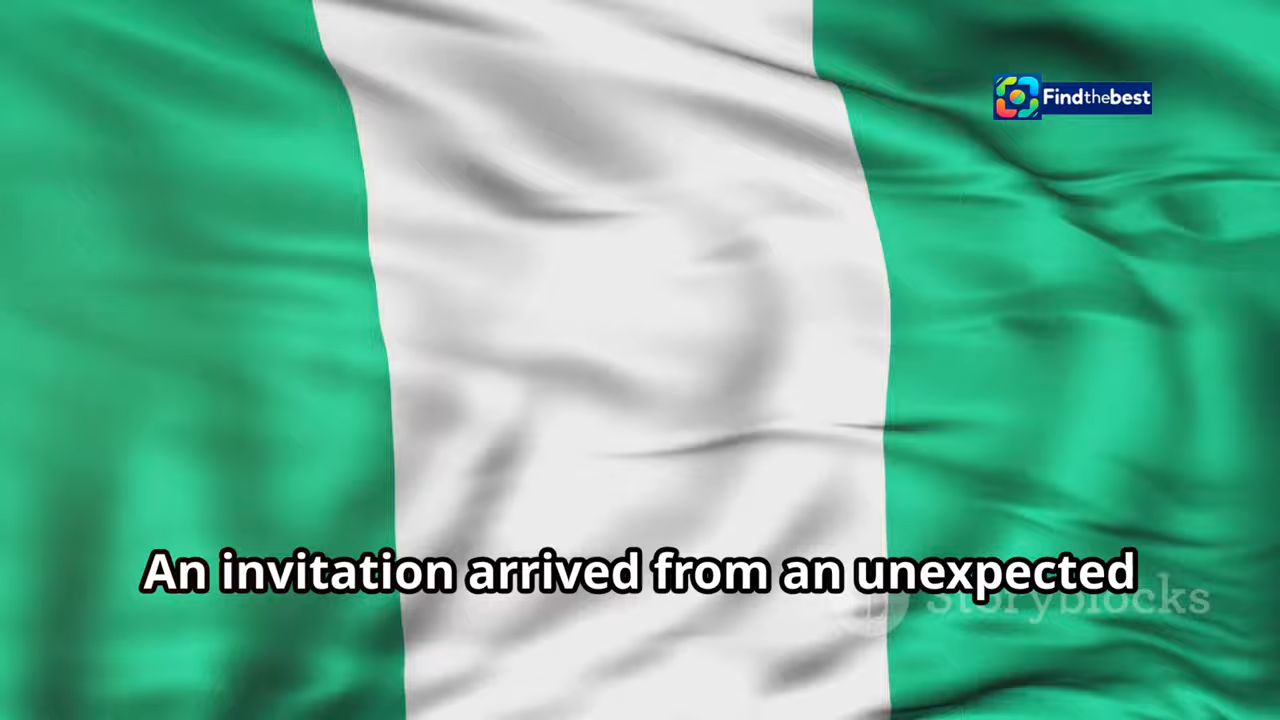 Findthebest
An invitation arrived from an unexpected
Storyblocks